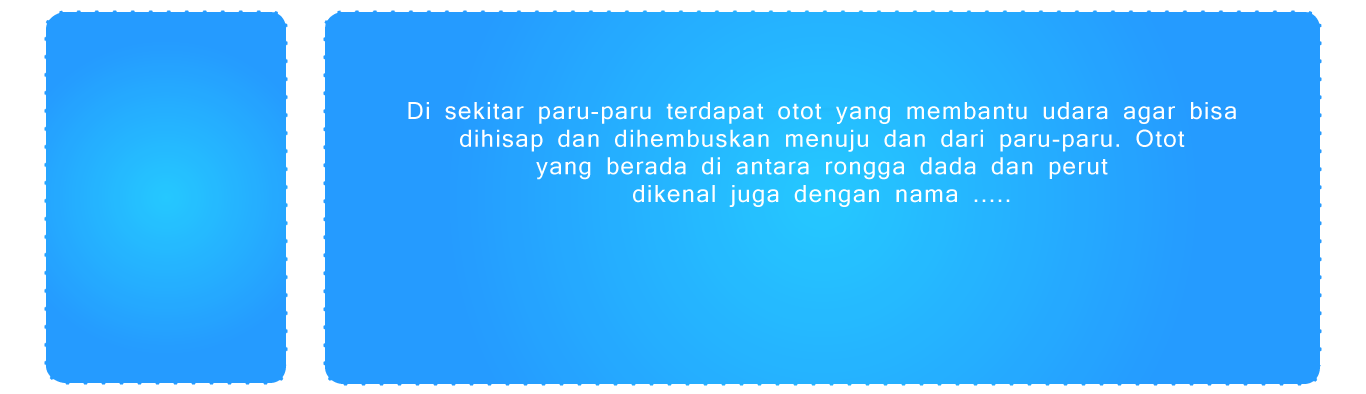 Di sekitar paru-paru terdapat otot yang membantu udara agar bisa
dihisap dan dihembuskan menuju dan dari paru-paru. Otot
yang berada di antara rongga dada dan perut
dikenal juga dengan nama .....